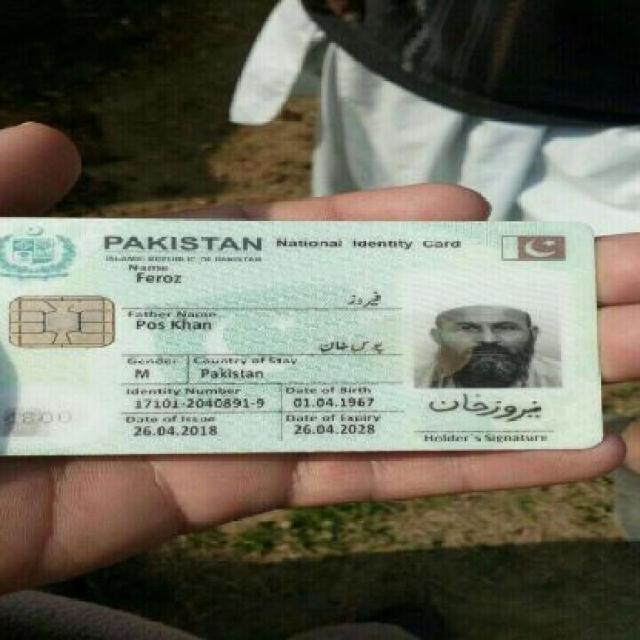 PAKISTAN National Identity Card
ISLAMIC REPUBLIC OF PAKISTAN
Name
Feroz
فیروز
Father Name
Pos Khan
پوس خان
Gender Country of Stay
M Pakistan
Identity Number Date of Birth
17101-2040891-9 01.04.1967
Date of Issue Date of Expiry
26.04.2018 26.04.2028
فیروز خان
Holder's Signature